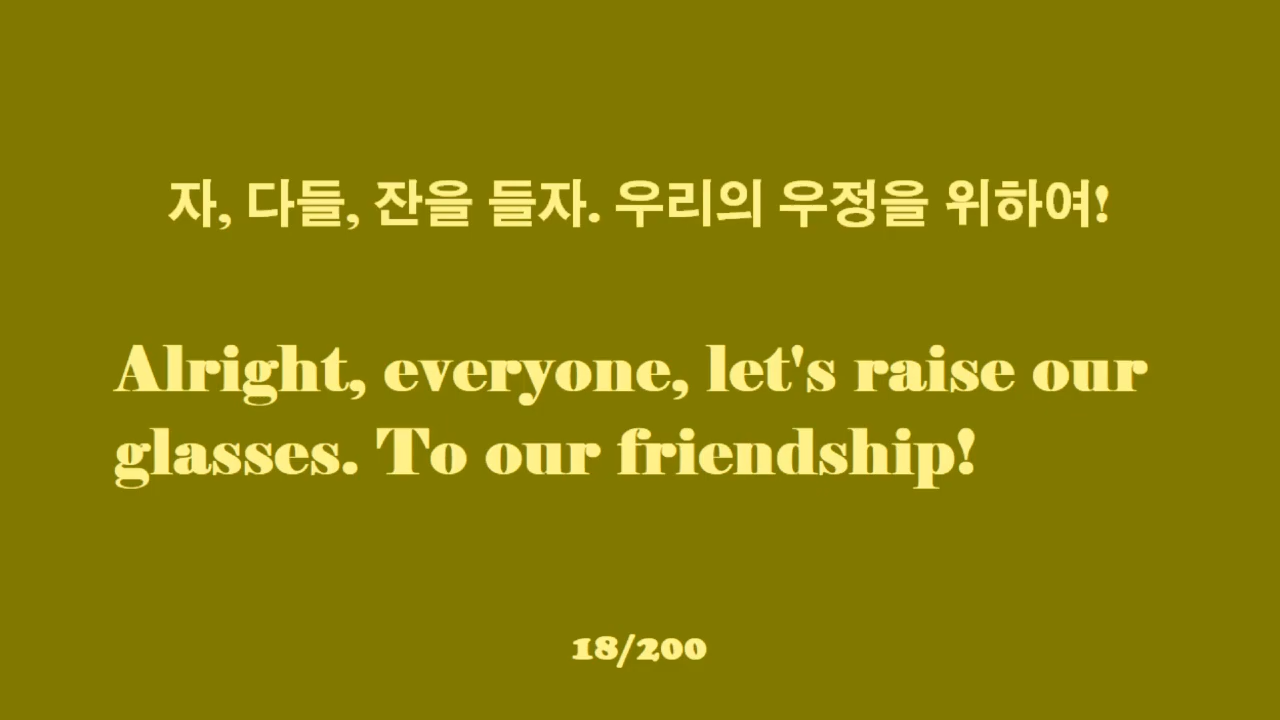 자, 다들, 잔을 들자. 우리의 우정을 위하여!
Alright, everyone, let's raise our
glasses. To our friendship!
18/200